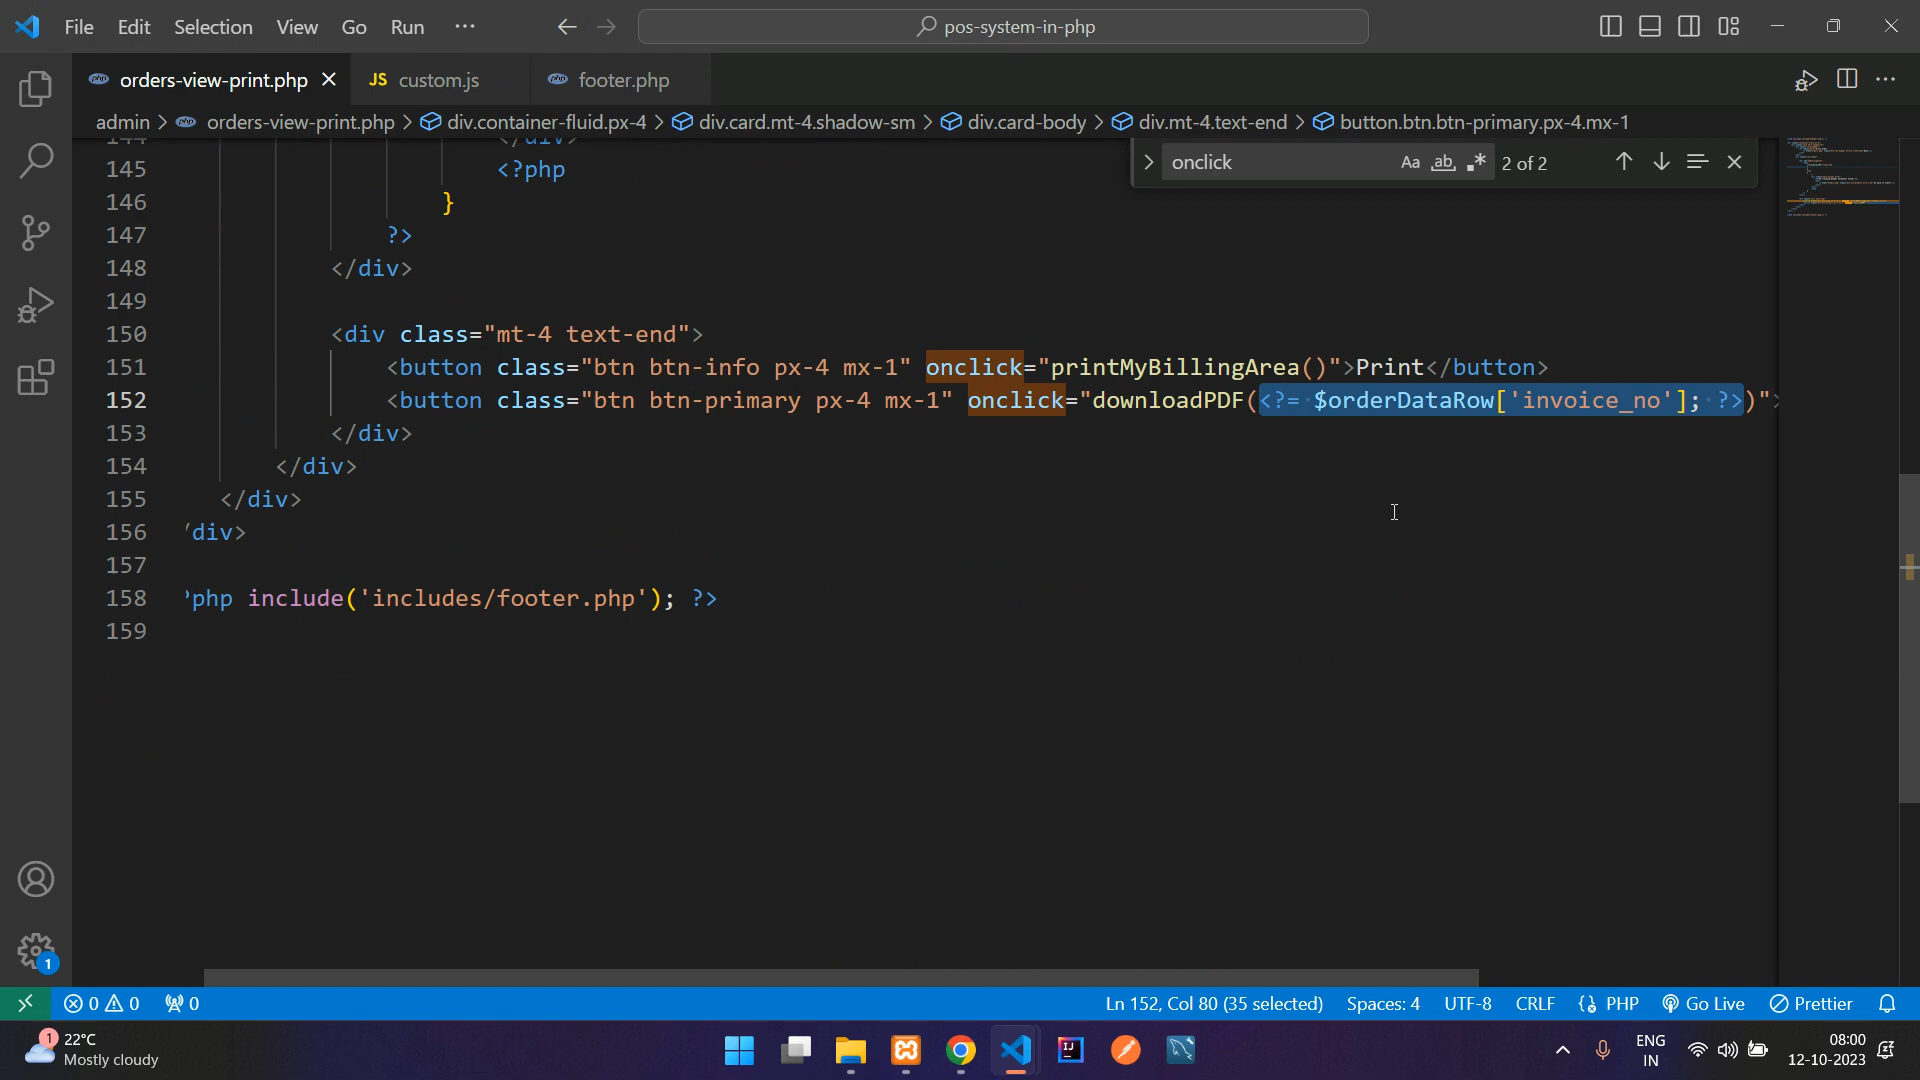 File Edit Selection View Go Run ··· pos-system-in-php
orders-view-print.php JS custom.js php footer.php
admin > orders-view-print.php > div.container-fluid.px-4 > div.card.mt-4.shadow-sm > div.card-body > div.mt-4.text-end > button.btn.btn-primary.px-4.mx-1
onclick Aa ab 2 of 2
144 </div>
145 <?php
146 }
147 ?>
148 </div>
149
150 <div class="mt-4 text-end">
151 <button class="btn btn-info px-4 mx-1" onclick="printMyBillingArea()">Print</button>
152 <button class="btn btn-primary px-4 mx-1" onclick="downloadPDF(<?= $orderDataRow['invoice_no']; ?>)">
153 </div>
154 </div>
155 </div>
156 /div>
157
158 ?php include('includes/footer.php'); ?>
159
1
0 0 0 Ln 152, Col 80 (35 selected) Spaces: 4 UTF-8 CRLF PHP Go Live Prettier
1 22°C
Mostly cloudy
ENG
IN
08:00
12-10-2023